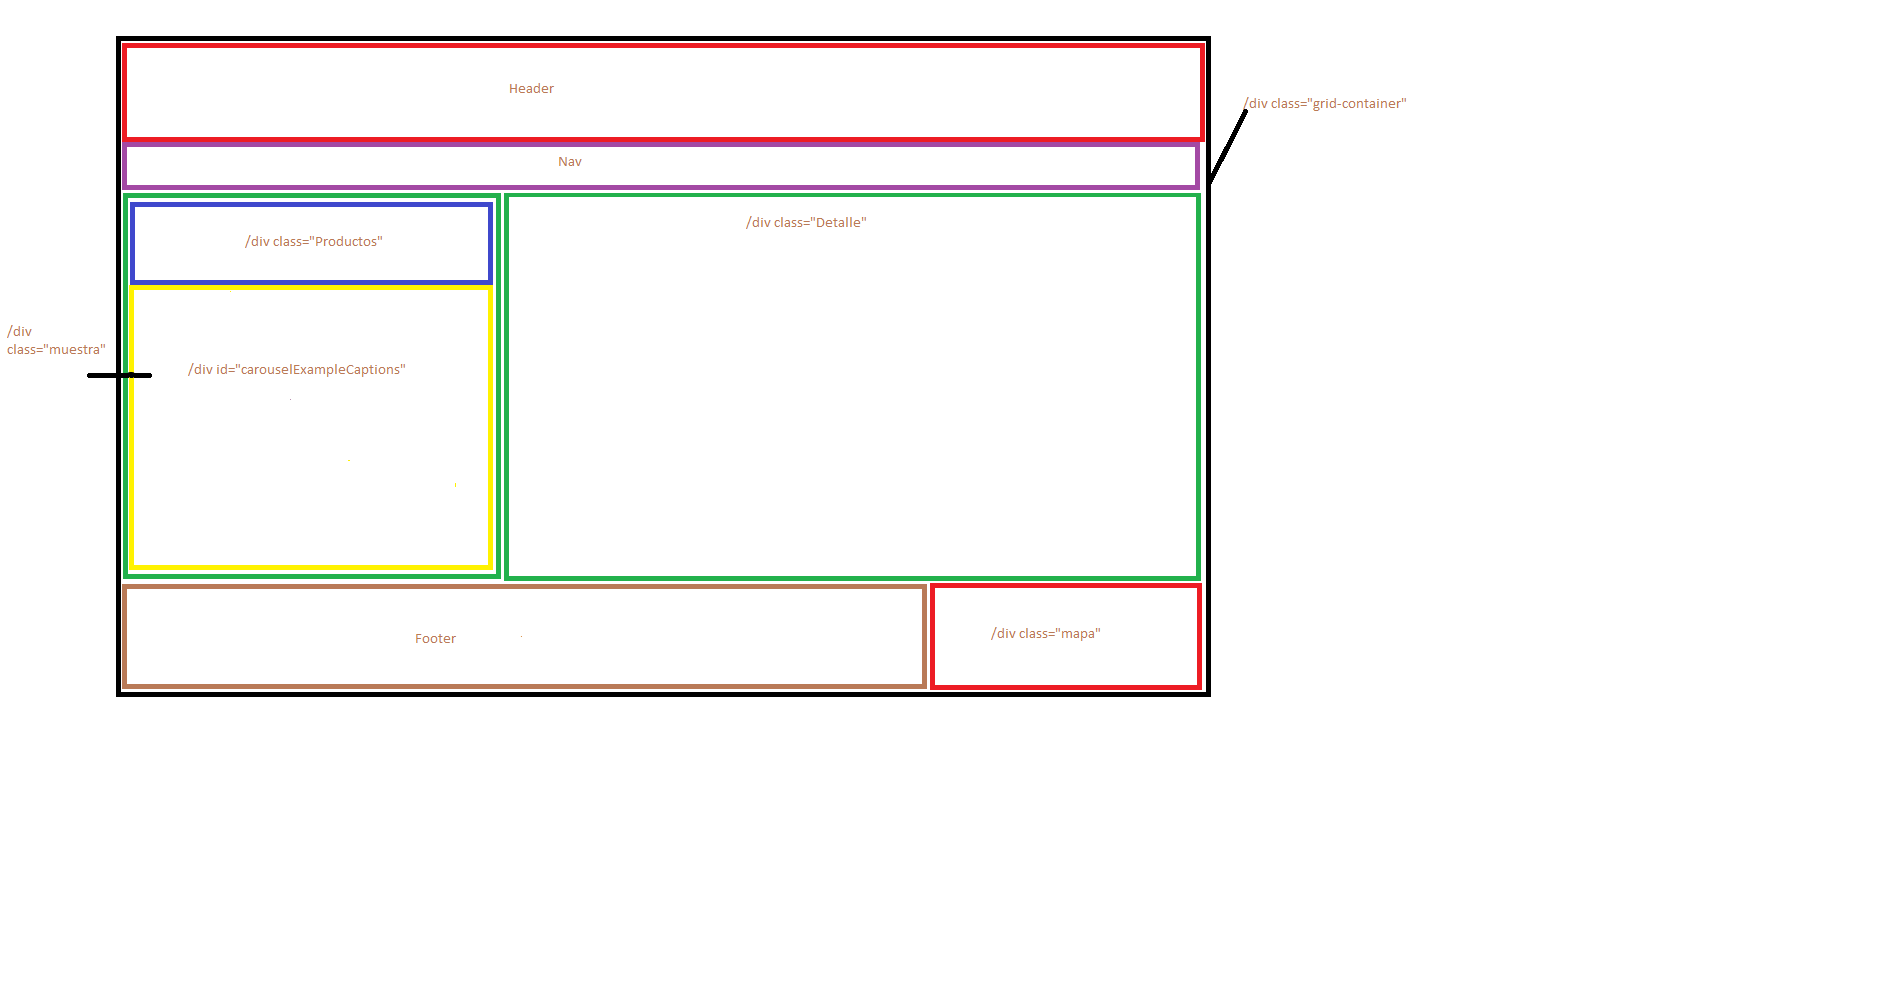 Header
/div class="grid-container"
Nav
/div class="Detalle"
/div class="Productos"
/div
class="muestra"
/div id="carouselExampleCaptions"
Footer
/div class="mapa"